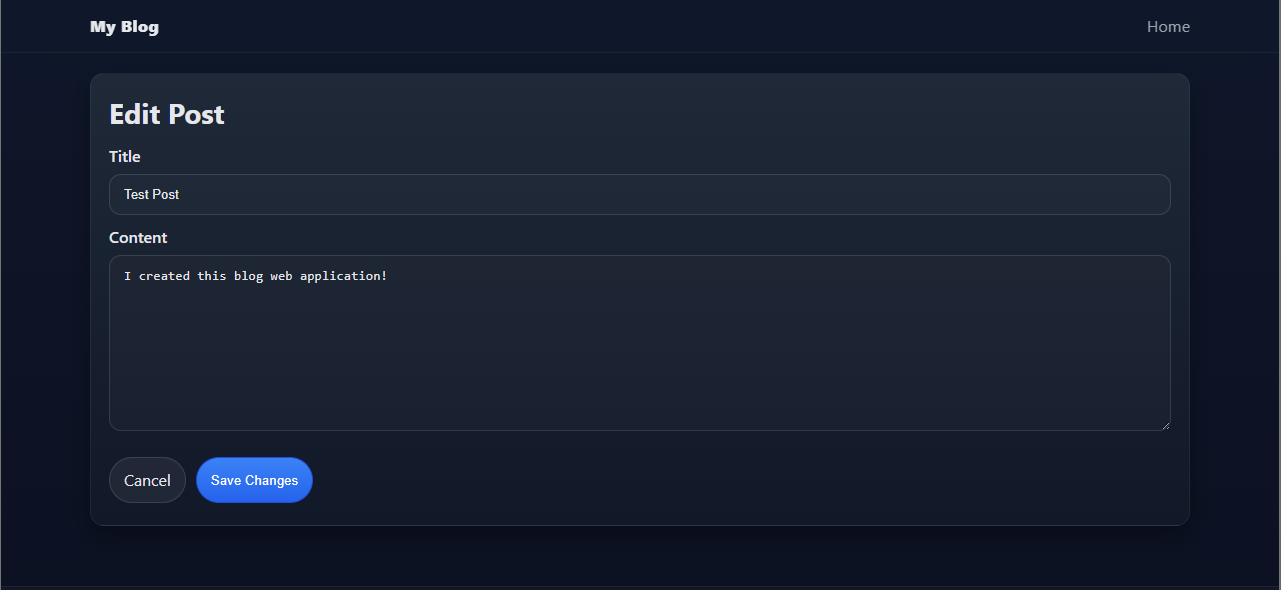 My Blog
Home
Edit Post
Title
Test Post
Content
I created this blog web application!
Cancel
Save Changes